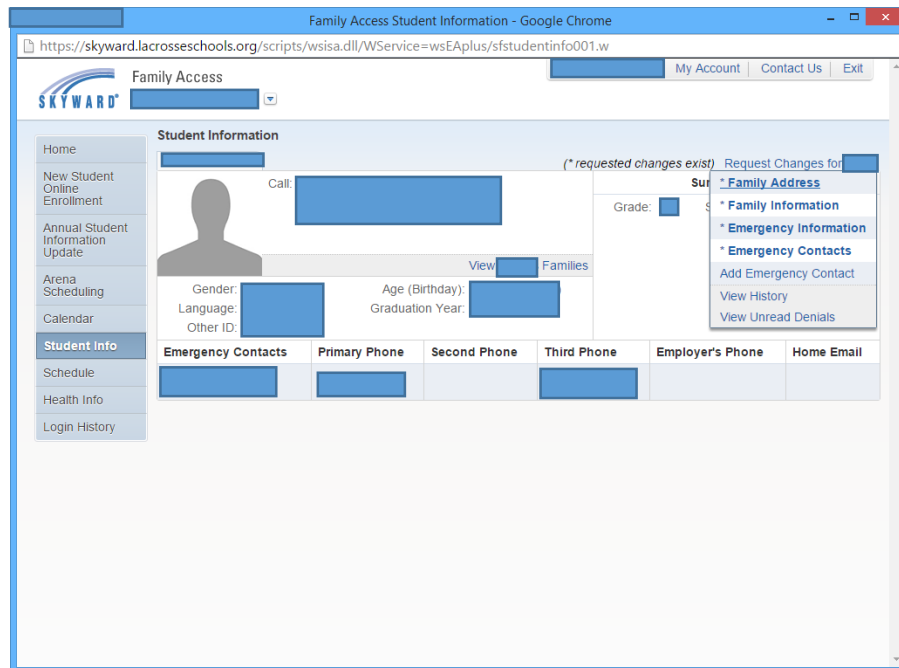 Family Access Student Information - Google Chrome
https://skyward.lacrosseschools.org/scripts/wsisa.dll/WService=wsEAplus/sfstudentinfo001.w
SKYWARD®
Family Access
My Account
Contact Us
Exit
Home
New Student
Online
Enrollment
Annual Student
Information
Update
Arena
Scheduling
Calendar
Student Info
Schedule
Health Info
Login History
Student Information
(* requested changes exist) Request Changes for
Call:
View Families
Gender:
Language:
Other ID:
Age (Birthday):
Graduation Year:
Grade:
* Family Address
* Family Information
* Emergency Information
* Emergency Contacts
Add Emergency Contact
View History
View Unread Denials
Emergency Contacts Primary Phone Second Phone Third Phone Employer's Phone Home Email